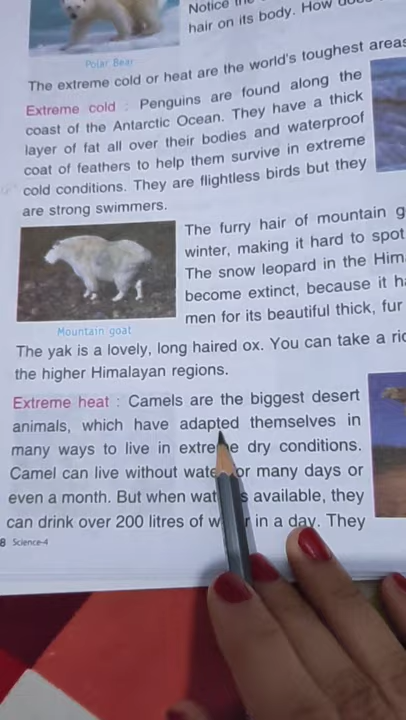 Notice the
hair on its body. How does
Polar Bear
The extreme cold or heat are the world's toughest areas
Extreme cold : Penguins are found along the
coast of the Antarctic Ocean. They have a thick
layer of fat all over their bodies and waterproof
coat of feathers to help them survive in extreme
cold conditions. They are flightless birds but they
are strong swimmers.
The furry hair of mountain g
winter, making it hard to spot
The snow leopard in the Him
become extinct, because it ha
men for its beautiful thick, fur
Mountain goat
The yak is a lovely, long haired ox. You can take a ri
the higher Himalayan regions.
Extreme heat : Camels are the biggest desert
animals, which have adapted themselves in
many ways to live in extreme dry conditions.
Camel can live without water for many days or
even a month. But when water is available, they
can drink over 200 litres of water in a day. They
8 Science-4